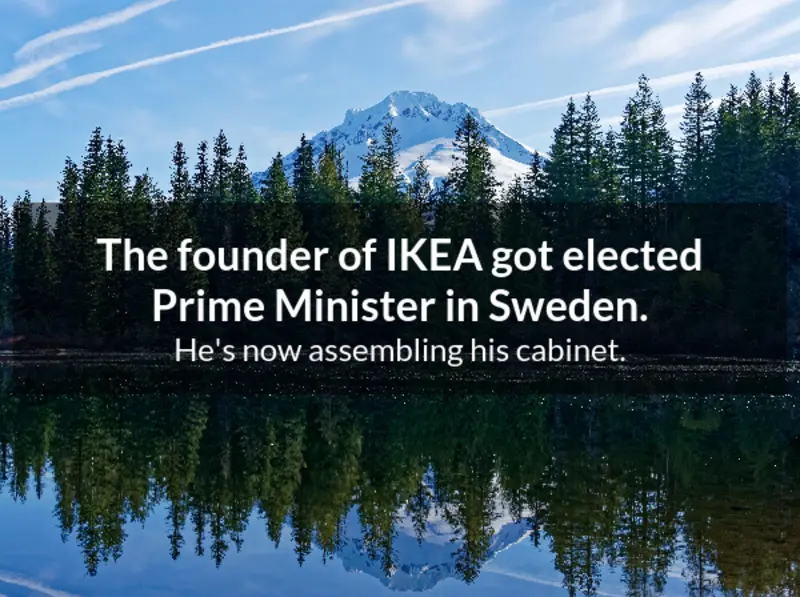 The founder of IKEA got elected
Prime Minister in Sweden.
He's now assembling his cabinet.